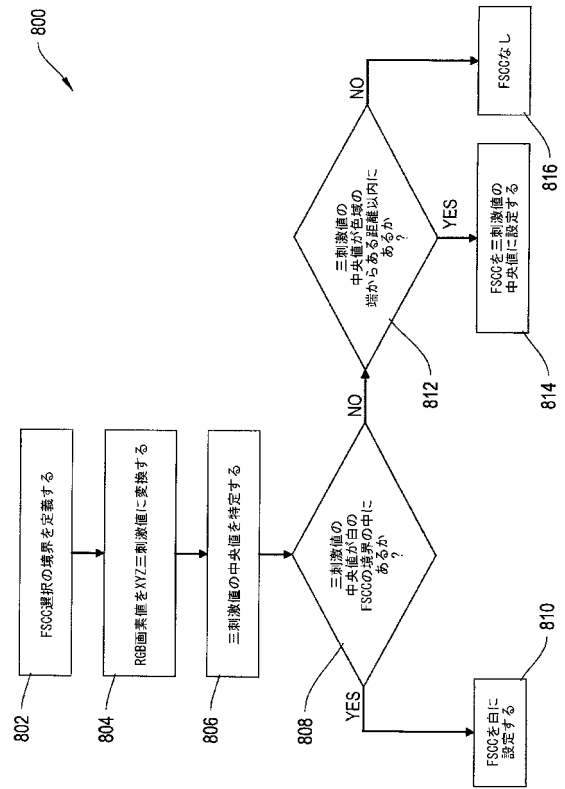 800
FSCC選択の境界を定義する
802
RGB画素値をXYZ三刺激値に変換する
804
三刺激値の中央値を特定する
806
三刺激値の
中央値が白の
FSCCの境界の中に
あるか
?
808
YES
NO
FSCCを白に
設定する
810
三刺激値の
中央値が色域の
端からある距離以内に
あるか
?
812
YES
NO
FSCCを三刺激値の
中央値に設定する
814
FSCCなし
816